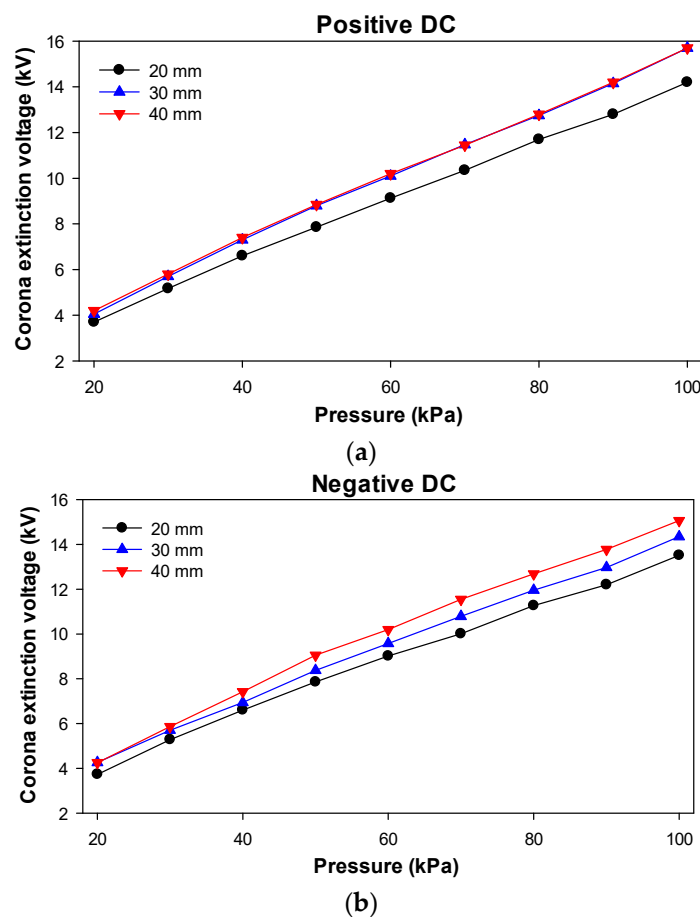 Positive DC
16
14
12
10
8
6
4
2
Corona extinction voltage (kV)
20 mm
30 mm
40 mm
20 40 60 80 100
Pressure (kPa)
(a)
Negative DC
16
14
12
10
8
6
4
2
Corona extinction voltage (kV)
20 mm
30 mm
40 mm
20 40 60 80 100
Pressure (kPa)
(b)